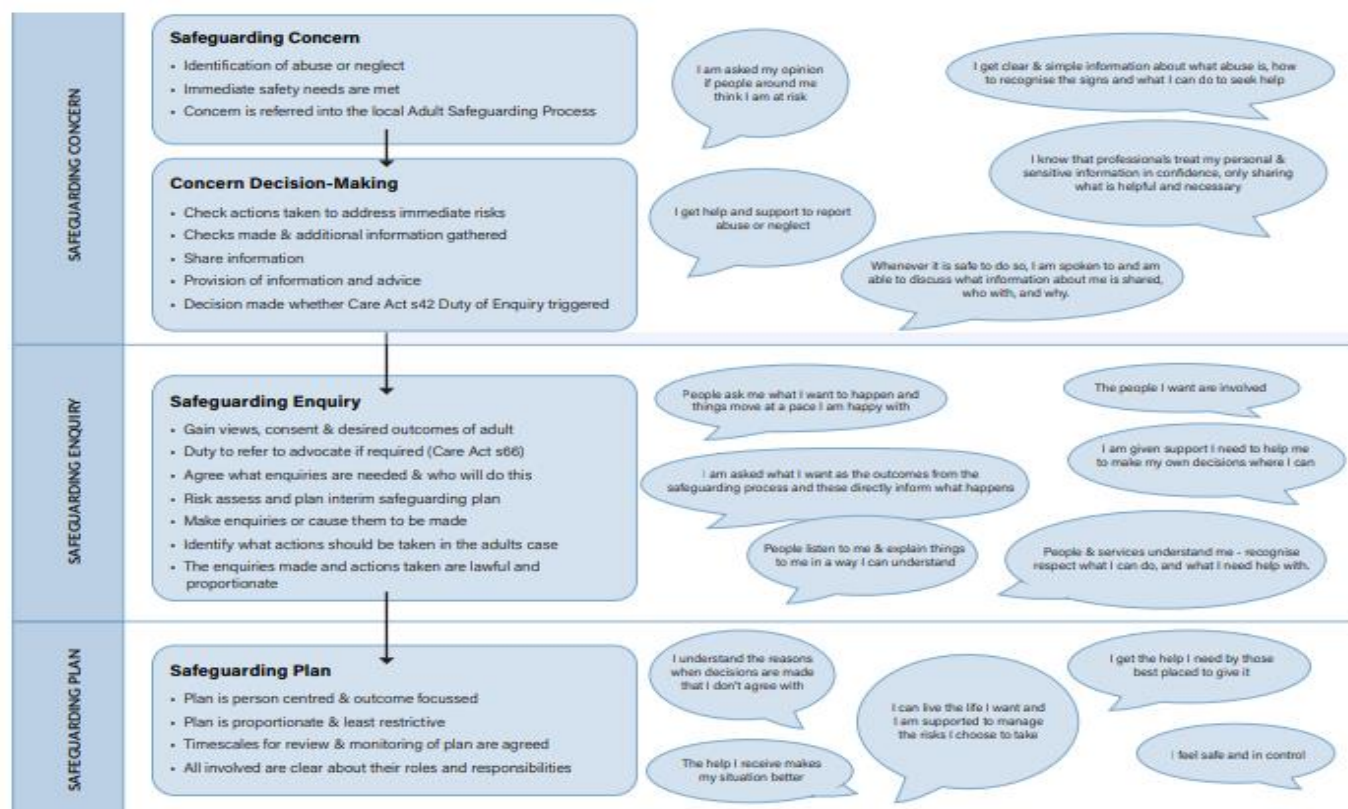 SAFEGUARDING CONCERN
Safeguarding Concern
• Identification of abuse or neglect
• Immediate safety needs are met
• Concern is referred into the local Adult Safeguarding Process
Concern Decision-Making
• Check actions taken to address immediate risks
• Checks made & additional information gathered
• Share information
• Provision of information and advice
• Decision made whether Care Act s42 Duty of Enquiry triggered
I am asked my opinion
if people around me
think I am at risk
I get clear & simple information about what abuse is, how
to recognise the signs and what I can do to seek help
I know that professionals treat my personal &
sensitive information in confidence, only sharing
what is helpful and necessary
I get help and support to report
abuse or neglect
Whenever it is safe to do so, I am spoken to and am
able to discuss what information about me is shared,
who with, and why.
SAFEGUARDING ENQUIRY
Safeguarding Enquiry
• Gain views, consent & desired outcomes of adult
• Duty to refer to advocate if required (Care Act s66)
• Agree what enquiries are needed & who will do this
• Risk assess and plan interim safeguarding plan
• Make enquiries or cause them to be made
• Identify what actions should be taken in the adults case
• The enquiries made and actions taken are lawful and
proportionate
People ask me what I want to happen and
things move at a pace I am happy with
The people I want are involved
I am given support I need to help me
to make my own decisions where I can
I am asked what I want as the outcomes from the
safeguarding process and these directly inform what happens
People listen to me & explain things
to me in a way I can understand
People & services understand me - recognise
respect what I can do, and what I need help with.
SAFEGUARDING PLAN
Safeguarding Plan
• Plan is person centred & outcome focussed
• Plan is proportionate & least restrictive
• Timescales for review & monitoring of plan are agreed
• All involved are clear about their roles and responsibilities
I understand the reasons
when decisions are made
that I don't agree with
I get the help I need by those
best placed to give it
I can live the life I want and
I am supported to manage
the risks I choose to take
The help I receive makes
my situation better
I feel safe and in control